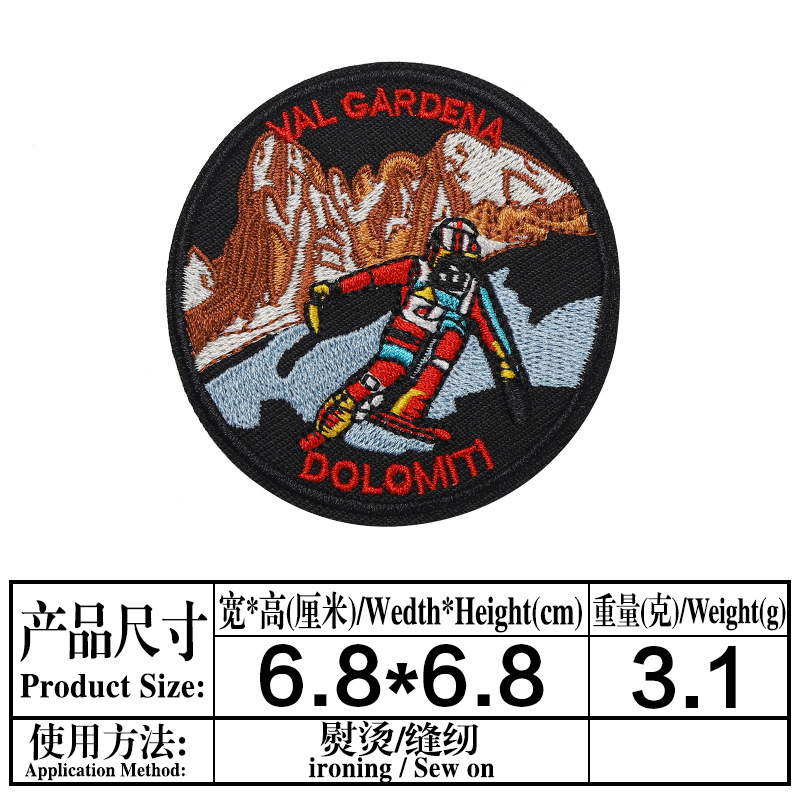 VAL GARDENA
DOLOMITI
产品尺寸
Product Size:
宽*高(厘米)/Wedth*Height(cm)
重量(克)/Weight(g)
6.8*6.8
3.1
使用方法:
Application Method:
熨烫/缝纫
ironing / Sew on